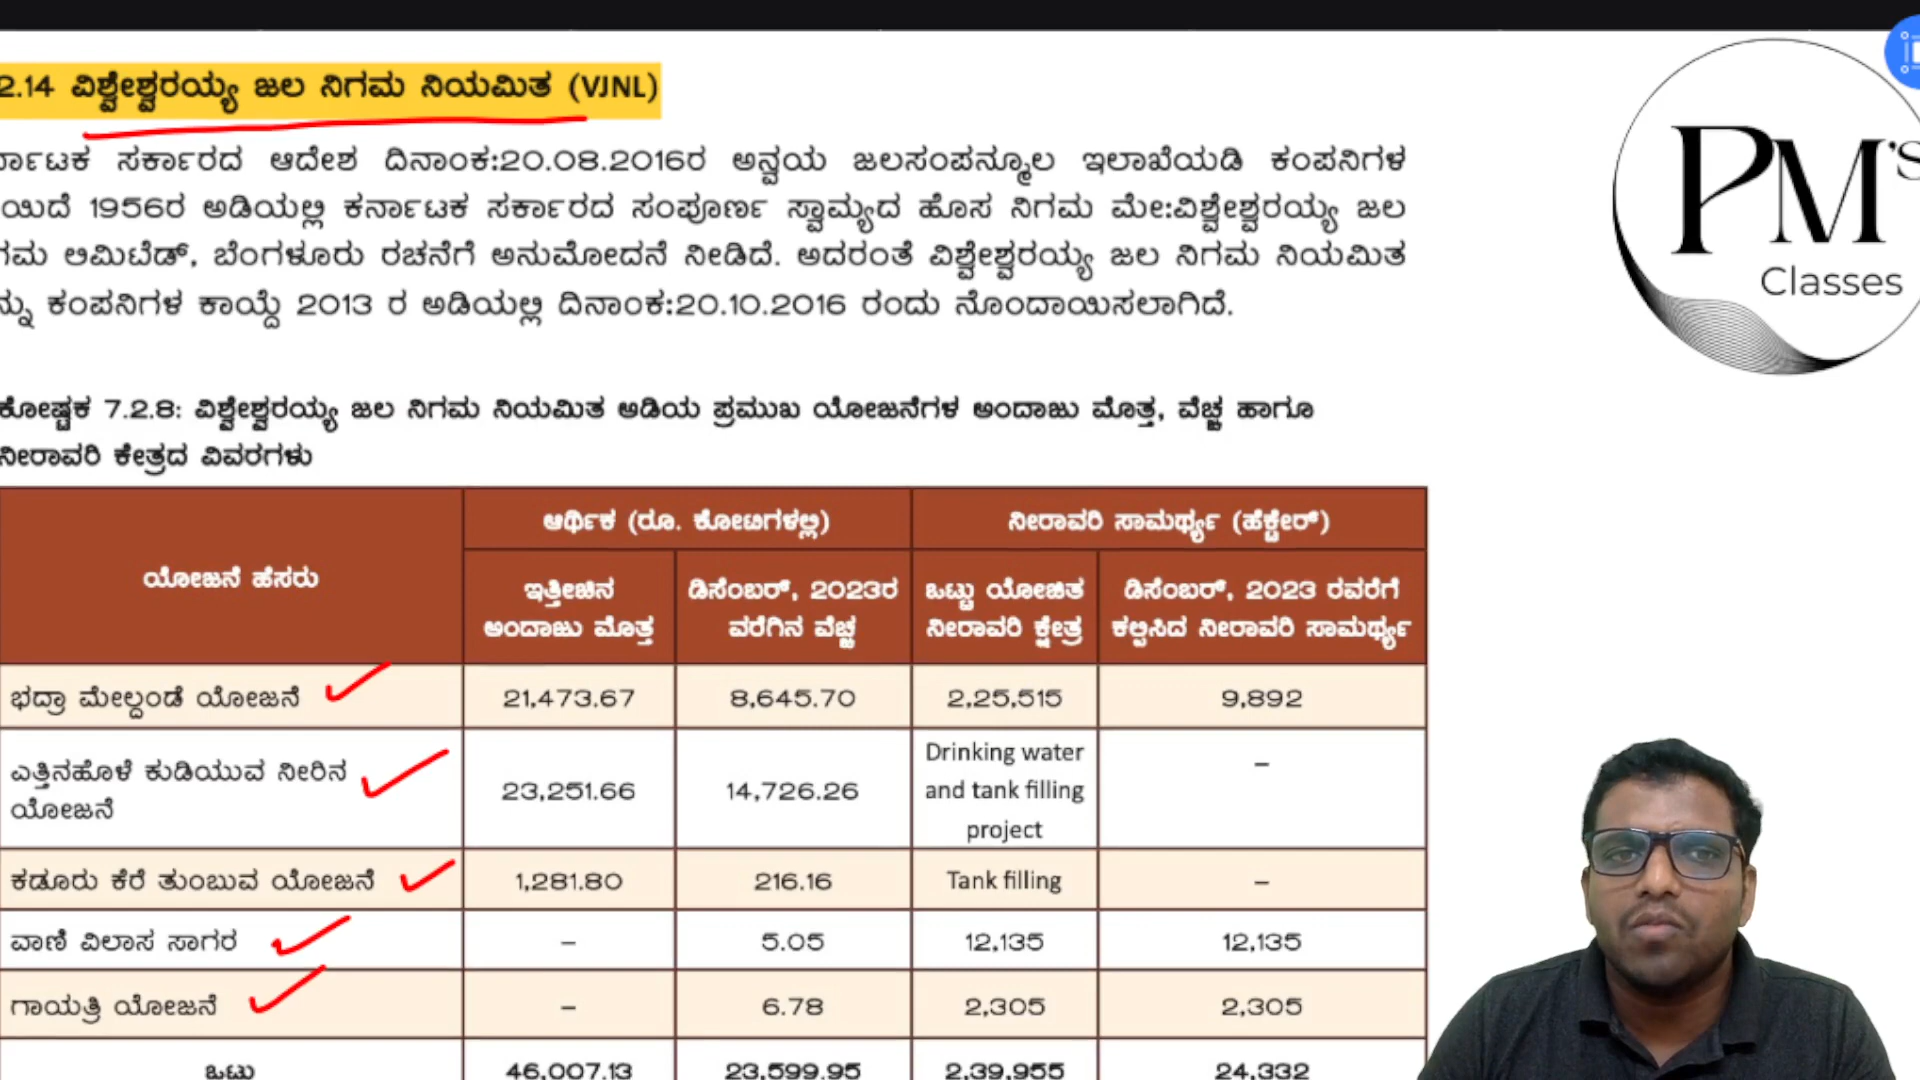 2.14 ವಿಶ್ವೇಶ್ವರಯ್ಯ ಜಲ ನಿಗಮ ನಿಯಮಿತ (VJNL)
ರ್ನಾಟಕ ಸರ್ಕಾರದ ಆದೇಶ ದಿನಾಂಕ:20.08.2016ರ ಅನ್ವಯ ಜಲಸಂಪನ್ಮೂಲ ಇಲಾಖೆಯಡಿ ಕಂಪನಿಗಳ
ಯಿದೆ 1956ರ ಅಡಿಯಲ್ಲಿ ಕರ್ನಾಟಕ ಸರ್ಕಾರದ ಸಂಪೂರ್ಣ ಸ್ವಾಮ್ಯದ ಹೊಸ ನಿಗಮ ಮೇ:ವಿಶ್ವೇಶ್ವರಯ್ಯ ಜಲ
ಗಮ ಲಿಮಿಟೆಡ್, ಬೆಂಗಳೂರು ರಚನೆಗೆ ಅನುಮೋದನೆ ನೀಡಿದೆ. ಅದರಂತೆ ವಿಶ್ವೇಶ್ವರಯ್ಯ ಜಲ ನಿಗಮ ನಿಯಮಿತ
ನ್ನು ಕಂಪನಿಗಳ ಕಾಯ್ದೆ 2013 ರ ಅಡಿಯಲ್ಲಿ ದಿನಾಂಕ:20.10.2016 ರಂದು ನೊಂದಾಯಿಸಲಾಗಿದೆ.
PM's
Classes
ಕೋಷ್ಟಕ 7.2.8: ವಿಶ್ವೇಶ್ವರಯ್ಯ ಜಲ ನಿಗಮ ನಿಯಮಿತ ಅಡಿಯ ಪ್ರಮುಖ ಯೋಜನೆಗಳ ಅಂದಾಜು ಮೊತ್ತ, ವೆಚ್ಚ ಹಾಗೂ
ನೀರಾವರಿ ಕೇತ್ರದ ವಿವರಗಳು
ಯೋಜನೆ ಹೆಸರು
ಆರ್ಥಿಕ (ರೂ. ಕೋಟಿಗಳಲ್ಲಿ)
ನೀರಾವರಿ ಸಾಮರ್ಥ್ಯ (ಹೆಕ್ಟೇರ್)
ಇತ್ತೀಚಿನ
ಅಂದಾಜು ಮೊತ್ತ
ಡಿಸೆಂಬರ್, 2023ರ
ವರೆಗಿನ ವೆಚ್ಚ
ಒಟ್ಟು ಯೋಜಿತ
ನೀರಾವರಿ ಕ್ಷೇತ್ರ
ಡಿಸೆಂಬರ್, 2023 ರವರೆಗೆ
ಕಲ್ಪಿಸಿದ ನೀರಾವರಿ ಸಾಮರ್ಥ್ಯ
ಭದ್ರಾ ಮೇಲ್ದಂಡೆ ಯೋಜನೆ 21,473.67 8,645.70 2,25,515 9,892
ಎತ್ತಿನಹೊಳೆ ಕುಡಿಯುವ ನೀರಿನ
ಯೋಜನೆ
23,251.66 14,726.26
Drinking water
and tank filling
project
–
ಕಡೂರು ಕೆರೆ ತುಂಬುವ ಯೋಜನೆ 1,281.80 216.16 Tank filling –
ವಾಣಿ ವಿಲಾಸ ಸಾಗರ – 5.05 12,135 12,135
ಗಾಯತ್ರಿ ಯೋಜನೆ – 6.78 2,305 2,305
ಒಟ್ಟು 46,007.13 23,599.95 2,39,955 24,332